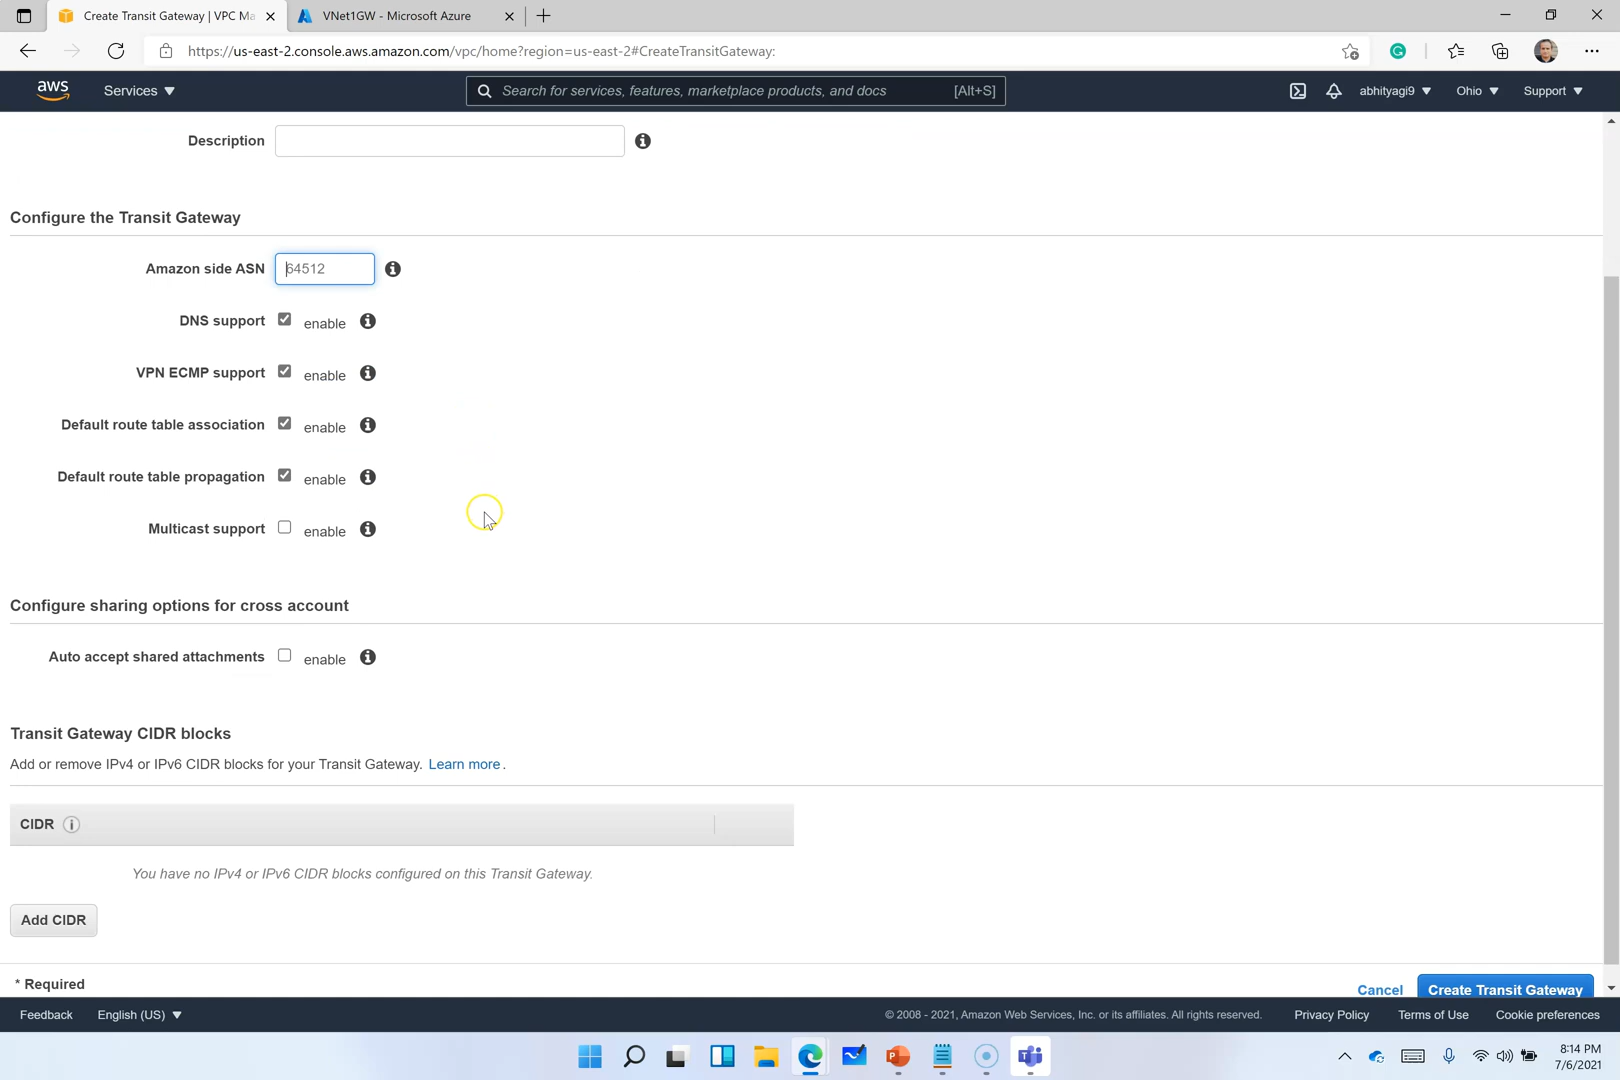 Create Transit Gateway | VPC Ma
VNet1GW - Microsoft Azure
https://us-east-2.console.aws.amazon.com/vpc/home?region=us-east-2#CreateTransitGateway:
aws
Services
Search for services, features, marketplace products, and docs
[Alt+S]
abhityagi9
Ohio
Support
Description
Configure the Transit Gateway
Amazon side ASN
64512
DNS support
enable
VPN ECMP support
enable
Default route table association
enable
Default route table propagation
enable
Multicast support
enable
Configure sharing options for cross account
Auto accept shared attachments
enable
Transit Gateway CIDR blocks
Add or remove IPv4 or IPv6 CIDR blocks for your Transit Gateway. Learn more.
CIDR
You have no IPv4 or IPv6 CIDR blocks configured on this Transit Gateway.
Add CIDR
* Required
Cancel
Create Transit Gateway
Feedback
English (US)
© 2008 - 2021, Amazon Web Services, Inc. or its affiliates. All rights reserved.
Privacy Policy
Terms of Use
Cookie preferences
8:14 PM
7/6/2021